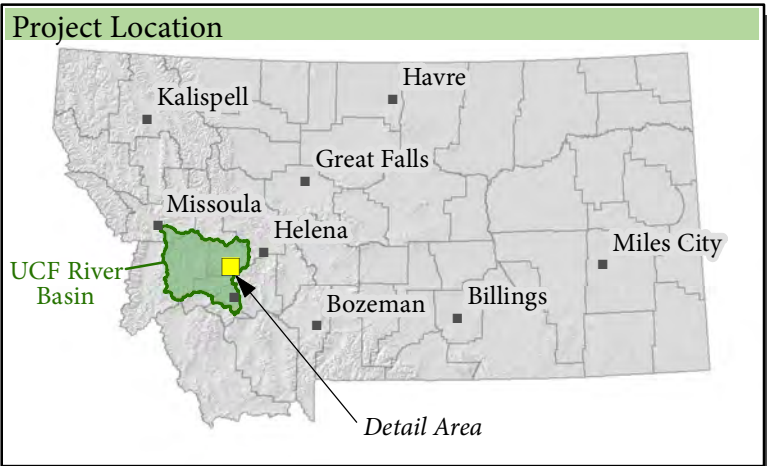 Project Location
Havre
Kalispell
Great Falls
Missoula
Helena
Miles City
UCF River
Basin
Bozeman
Billings
Detail Area